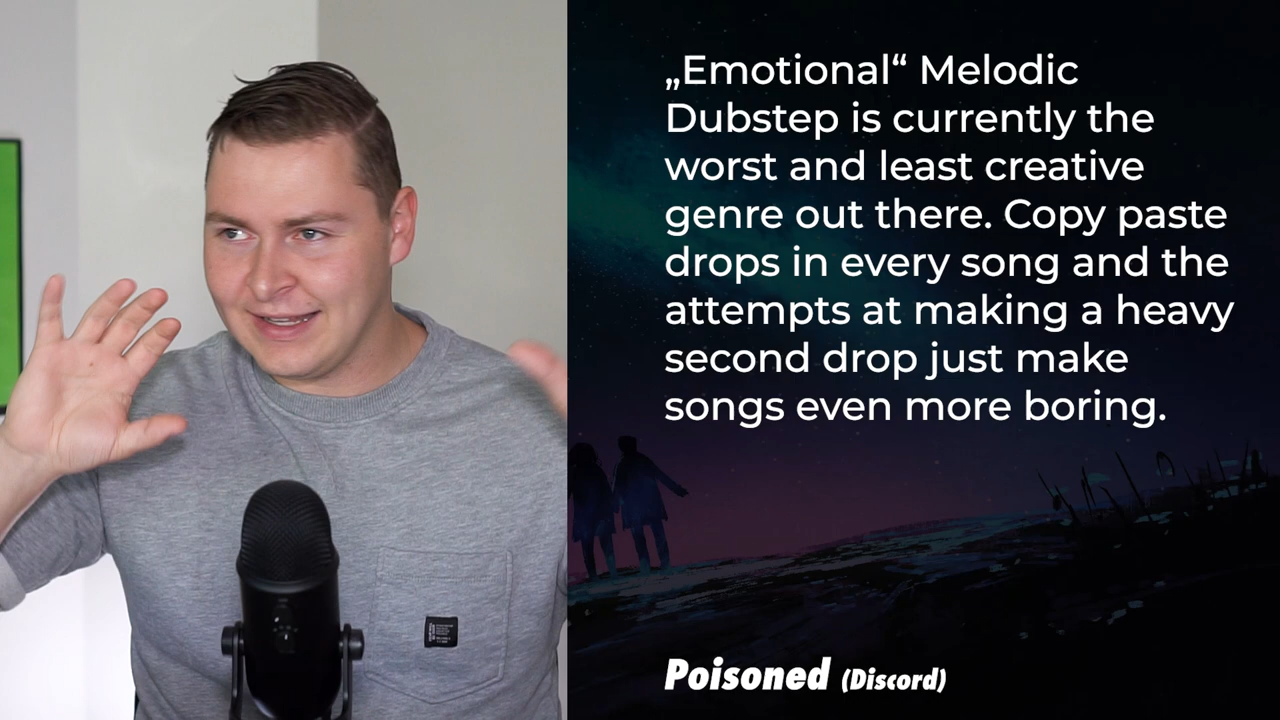 „Emotional“ Melodic
Dubstep is currently the
worst and least creative
genre out there. Copy paste
drops in every song and the
attempts at making a heavy
second drop just make
songs even more boring.
Poisoned (Discord)